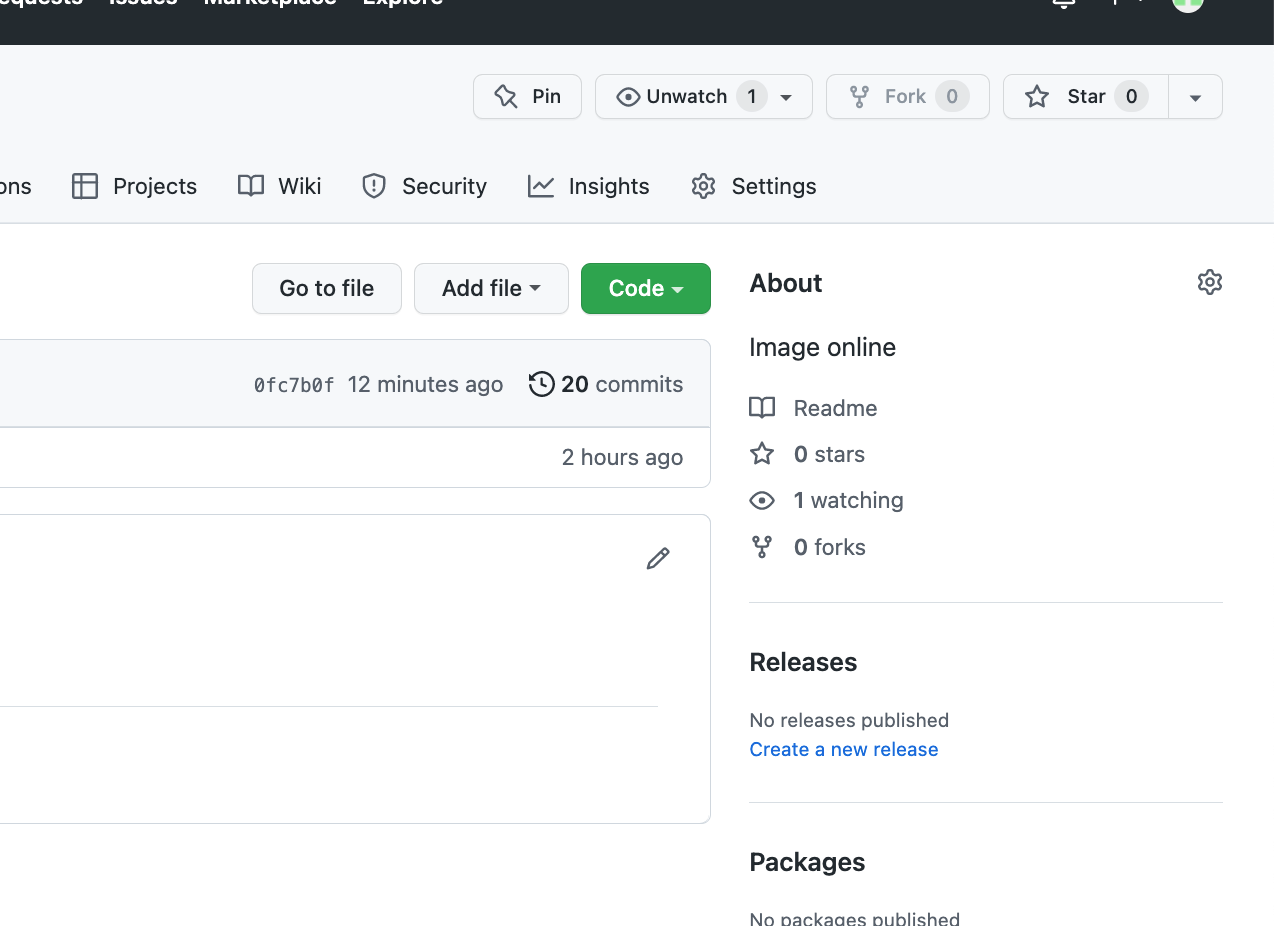 Issues Marketplace Explore
Pin Unwatch 1 Fork 0 Star 0
Projects Wiki Security Insights Settings
Go to file Add file Code About
Image online
0fc7b0f 12 minutes ago 20 commits
Readme
2 hours ago
0 stars
1 watching
0 forks
Releases
No releases published
Create a new release
Packages
No packages published